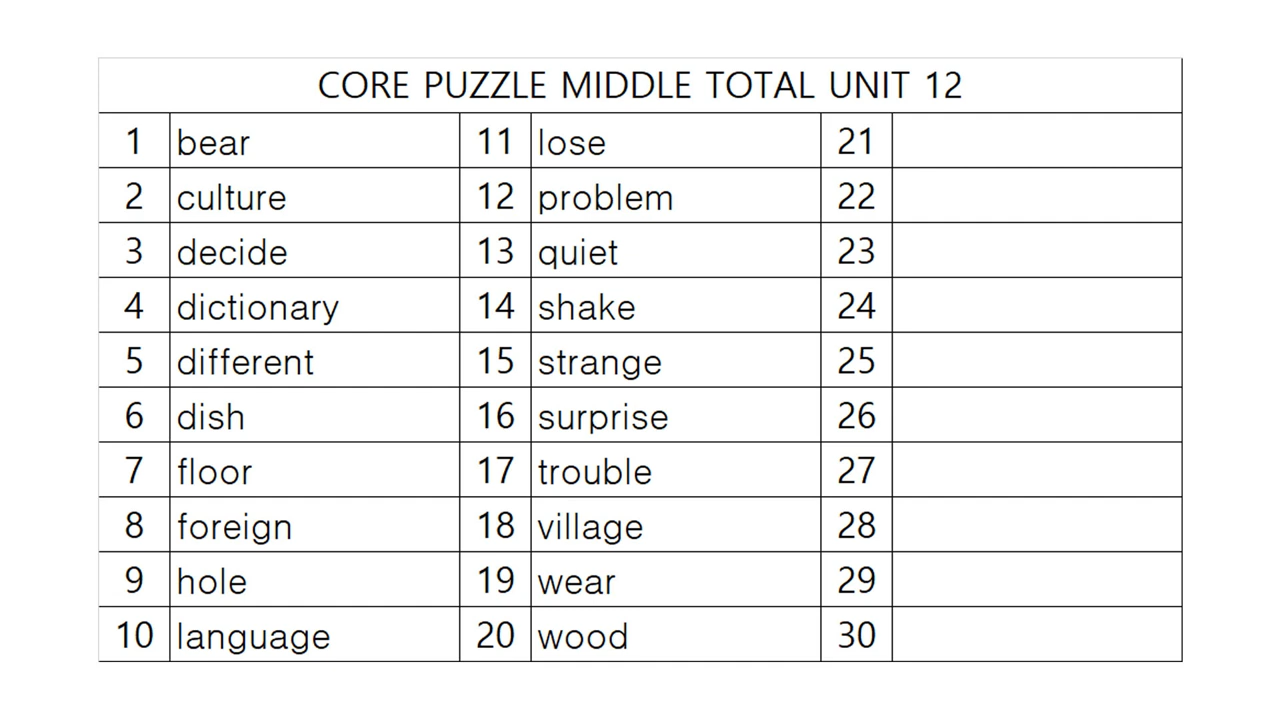 CORE PUZZLE MIDDLE TOTAL UNIT 12
1 bear 11 lose 21
2 culture 12 problem 22
3 decide 13 quiet 23
4 dictionary 14 shake 24
5 different 15 strange 25
6 dish 16 surprise 26
7 floor 17 trouble 27
8 foreign 18 village 28
9 hole 19 wear 29
10 language 20 wood 30